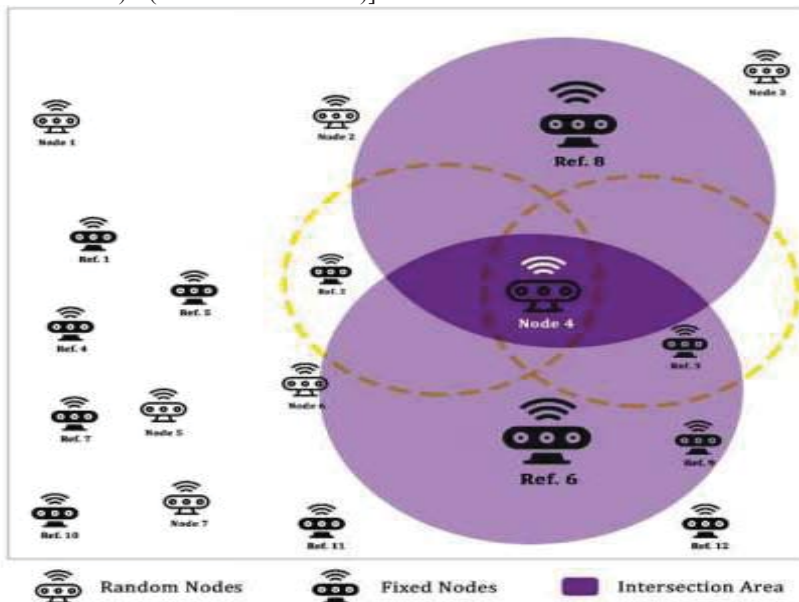 Node 3
Node 1
Node 2
Ref. 8
Ref. 1
Ref. 2
Ref. 5
Node 4
Ref. 4
Ref. 3
Node 6
Node 5
Ref. 7
Ref. 9
Ref. 6
Node 7
Ref. 10
Ref. 11
Ref. 12
Random Nodes
Fixed Nodes
Intersection Area